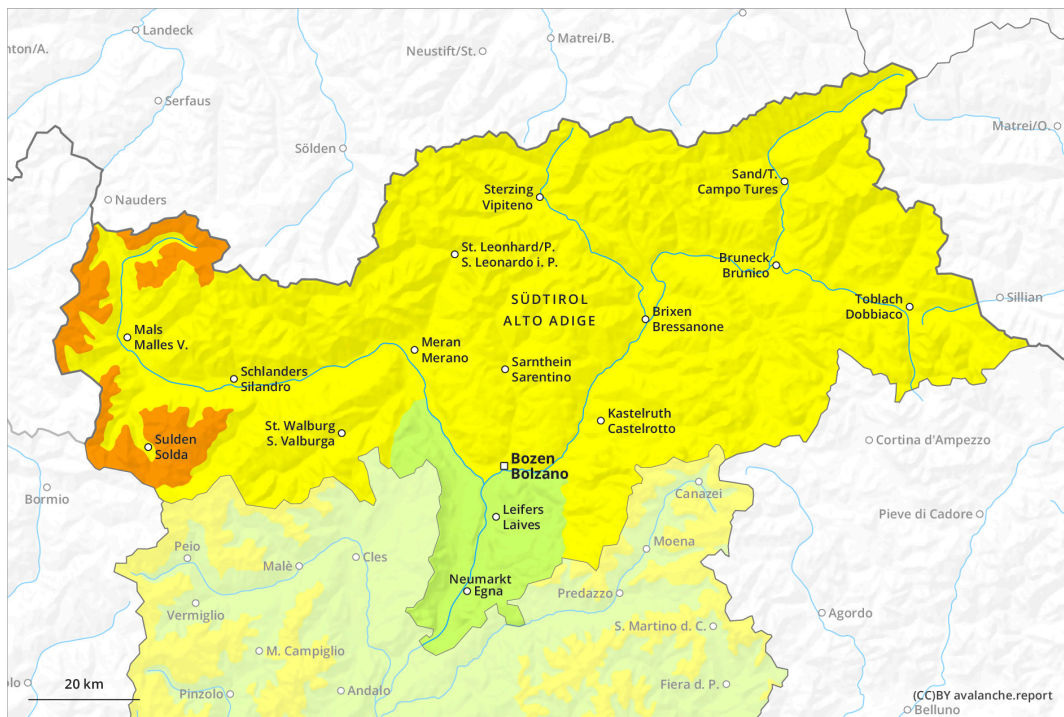 Landeck
Matrei/B.
nton/A.
Neustift/St.
Serfaus
Matrei/O.
Sölden
Sand/T.
Campo Tures
Sterzing
Vipiteno
Nauders
St. Leonhard/P.
S. Leonardo i. P.
Bruneck
Brunico
SÜDTIROL
ALTO ADIGE
Toblach
Dobbiaco
Sillian
Brixen
Bressanone
Mals
Malles V.
Meran
Merano
Sarnthein
Sarentino
Schlanders
Silandro
Kastelruth
Castelrotto
St. Walburg
S. Valburga
Sulden
Solda
Cortina d'Ampezzo
Bozen
Bolzano
Bormio
Canazei
Leifers
Laives
Pieve di Cadore
Peio
Moena
Cles
Malè
Neumarkt
Egna
Predazzo
Vermiglio
Agordo
S. Martino d. C.
M. Campiglio
20 km
olo
Pinzolo
Andalo
Fiera d. P.
(CC)BY avalanche.report
Belluno